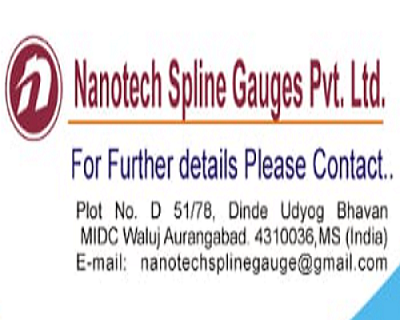 Nanotech Spline Gauges Pvt. Ltd.
For Further details Please Contact..
Plot No. D 51/78, Dinde Udyog Bhavan
MIDC Waluj Aurangabad. 4310036,MS (India)
E-mail: nanotechsplinegauge@gmail.com